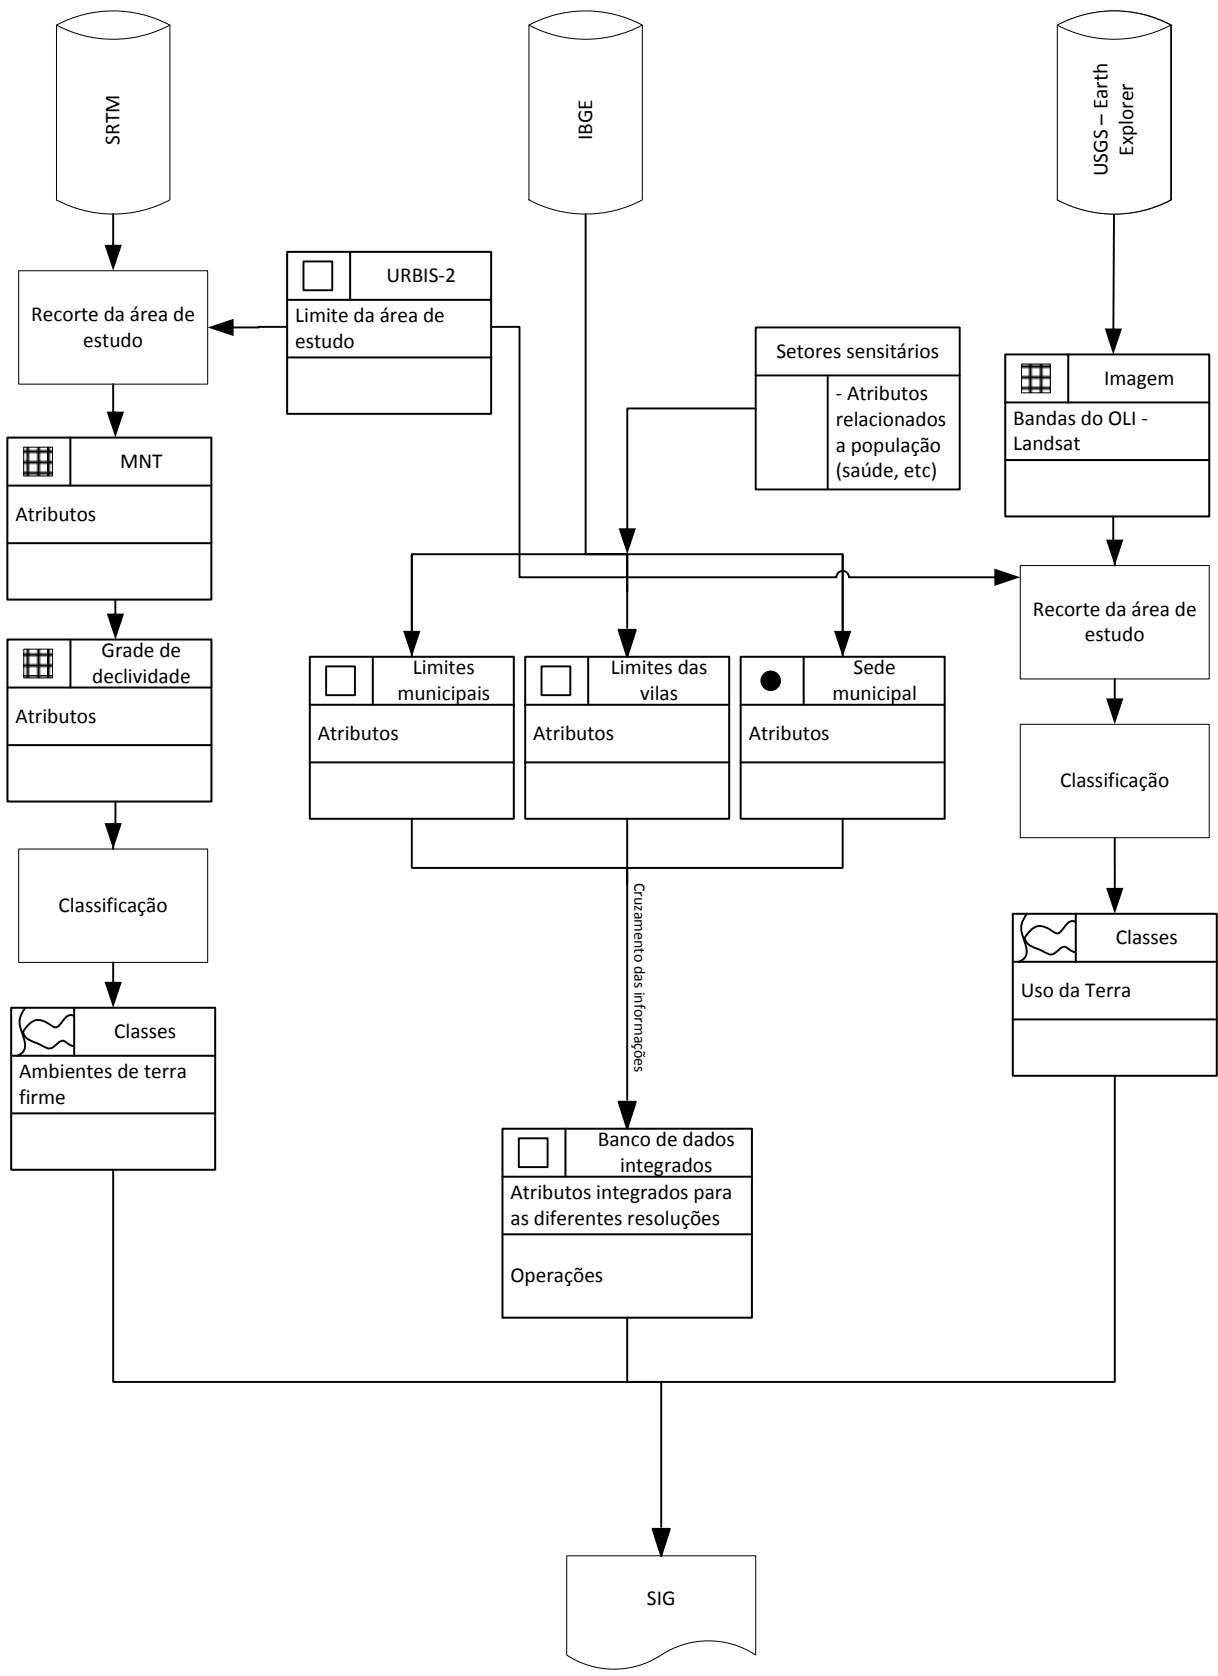 SRTM
IBGE
USGS – Earth
Explorer
URBIS-2
Limite da área de
estudo
Recorte da área de
estudo
Setores sensitários
- Atributos
relacionados
a população
(saúde, etc)
Imagem
Bandas do OLI -
Landsat
MNT
Atributos
Recorte da área de
estudo
Grade de
declividade
Atributos
Limites
municipais
Atributos
Limites das
vilas
Atributos
Sede
municipal
Atributos
Classificação
Classificação
Cruzamento das informações
Classes
Uso da Terra
Classes
Ambientes de terra
firme
Banco de dados
integrados
Atributos integrados para
as diferentes resoluções
Operações
SIG